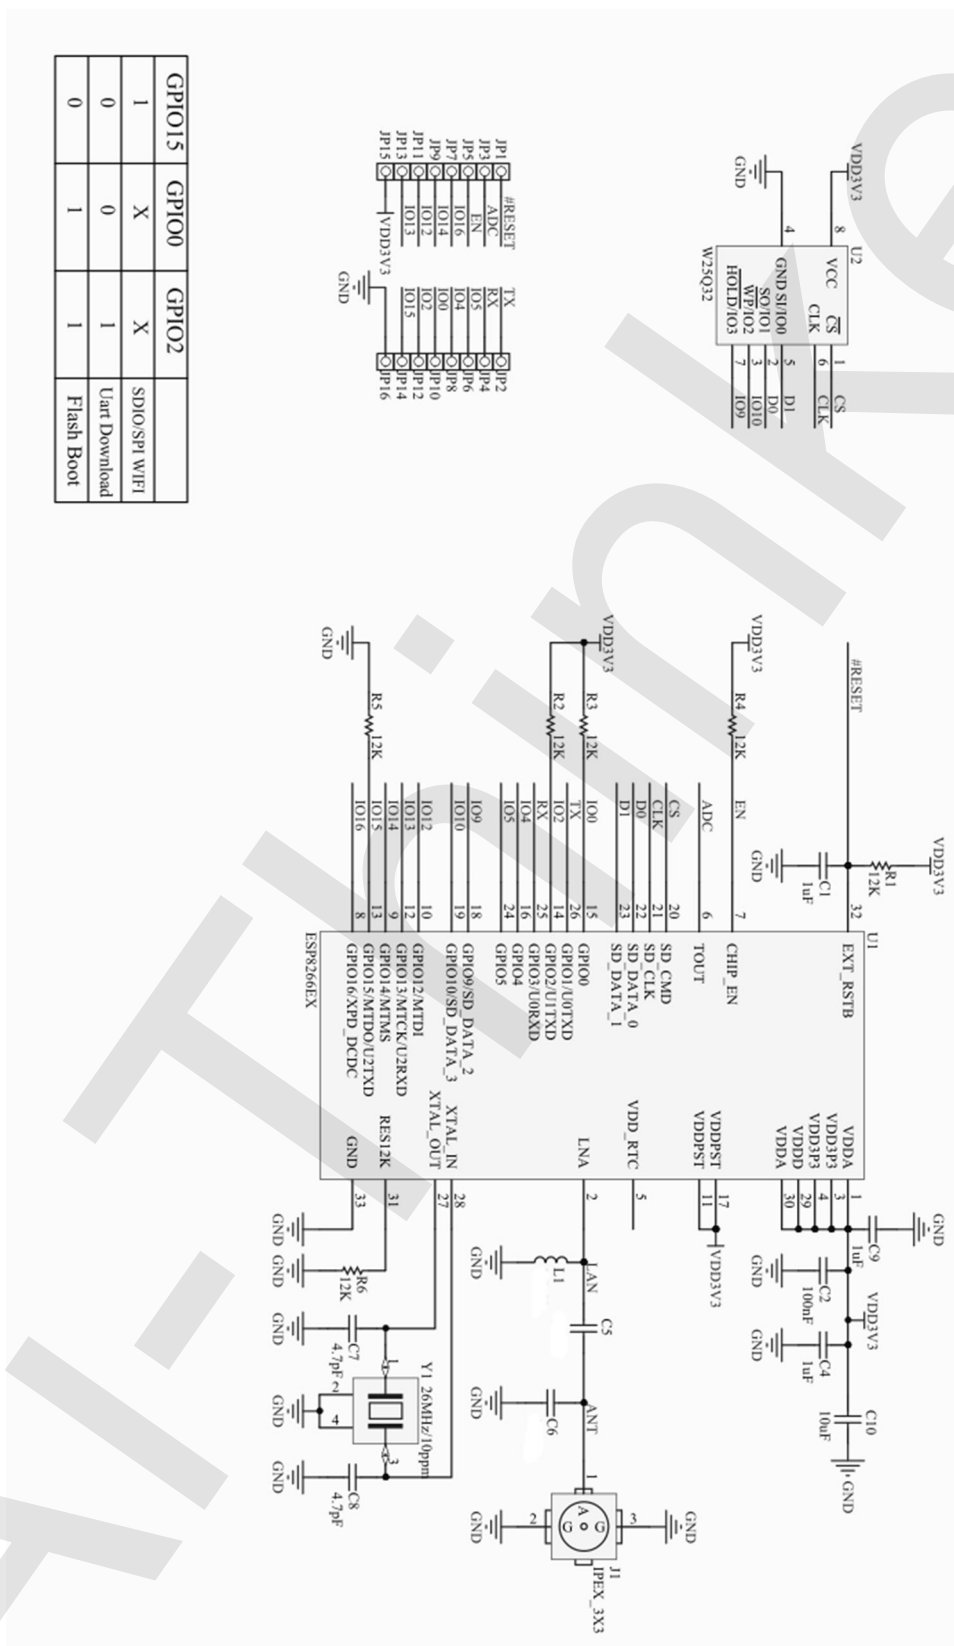 VDD3V3
GND
8
4
U2
VCC
GND
CS
CLK
SI/IO0
SO/IO1
WP/IO2
HOLD/IO3
W25Q32
1
6
5
2
3
7
CS
CLK
D1
D0
IO10
IO9
JP1
JP3
JP5
JP7
JP9
JP11
JP13
JP15
#RESET
ADC
EN
IO16
IO14
IO12
IO13
VDD3V3
GND
TX
RX
IO5
IO4
IO0
IO2
IO15
JP2
JP4
JP6
JP8
JP10
JP12
JP14
JP16
GPIO15 GPIO0 GPIO2
1 X X SDIO/SPI WIFI
0 0 1 Uart Download
0 1 1 Flash Boot
#RESET
VDD3V3
R1
12K
C1
1uF
GND
VDD3V3
R4
12K
EN
ADC
CS
CLK
D0
D1
VDD3V3
R3
12K
R2
12K
IO0
TX
IO2
RX
IO4
IO5
IO9
IO10
IO12
IO13
IO14
IO15
IO16
GND
R5
12K
32
7
6
20
21
22
23
15
26
14
25
16
24
18
19
10
12
9
13
8
U1
EXT_RSTB
CHIP_EN
TOUT
SD_CMD
SD_CLK
SD_DATA_0
SD_DATA_1
GPIO0
GPIO1/U0TXD
GPIO2/U1TXD
GPIO3/U0RXD
GPIO4
GPIO5
GPIO9/SD_DATA_2
GPIO10/SD_DATA_3
GPIO12/MTDI
GPIO13/MTCK/U2RXD
GPIO14/MTMS
GPIO15/MTDO/U2TXD
GPIO16/XPD_DCDC
ESP8266EX
VDDA
VDD3P3
VDD3P3
VDDD
VDDA
VDDPST
VDDPST
VDD_RTC
LNA
XTAL_IN
XTAL_OUT
RES12K
GND
1
3
4
29
30
17
11
5
2
28
27
31
33
GND
C9
1uF
C2
100nF
GND
VDD3V3
C4
1uF
GND
C10
10uF
GND
VDD3V3
LAN
L1
GND
C5
ANT
C6
GND
1
A
G
G
2
3
GND
GND
J1
IPEX_3X3
GND
R6
12K
GND
C7
4.7pF
GND
1
2
4
3
Y1 26MHz/10ppm
GND
C8
4.7pF
GND
AI-Thinker